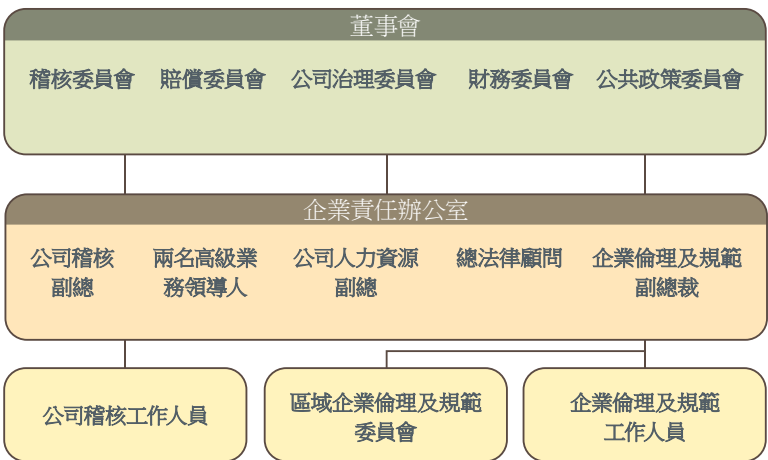 董事會
稽核委員會 賠償委員會 公司治理委員會 財務委員會 公共政策委員會
企業責任辦公室
公司稽核
副總
兩名高級業
務領導人
公司人力資源
副總
總法律顧問
企業倫理及規範
副總裁
公司稽核工作人員
區域企業倫理及規範
委員會
企業倫理及規範
工作人員